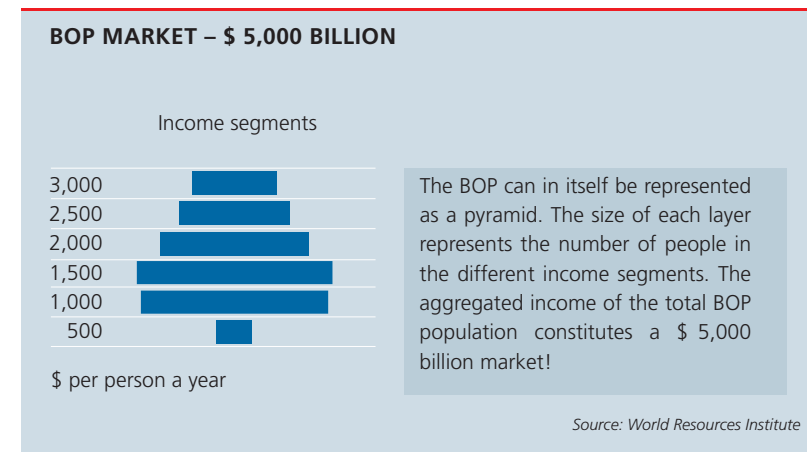 BOP MARKET – $ 5,000 BILLION
Income segments
3,000
2,500
2,000
1,500
1,000
500
$ per person a year
The BOP can in itself be represented
as a pyramid. The size of each layer
represents the number of people in
the different income segments. The
aggregated income of the total BOP
population constitutes a $ 5,000
billion market!
Source: World Resources Institute